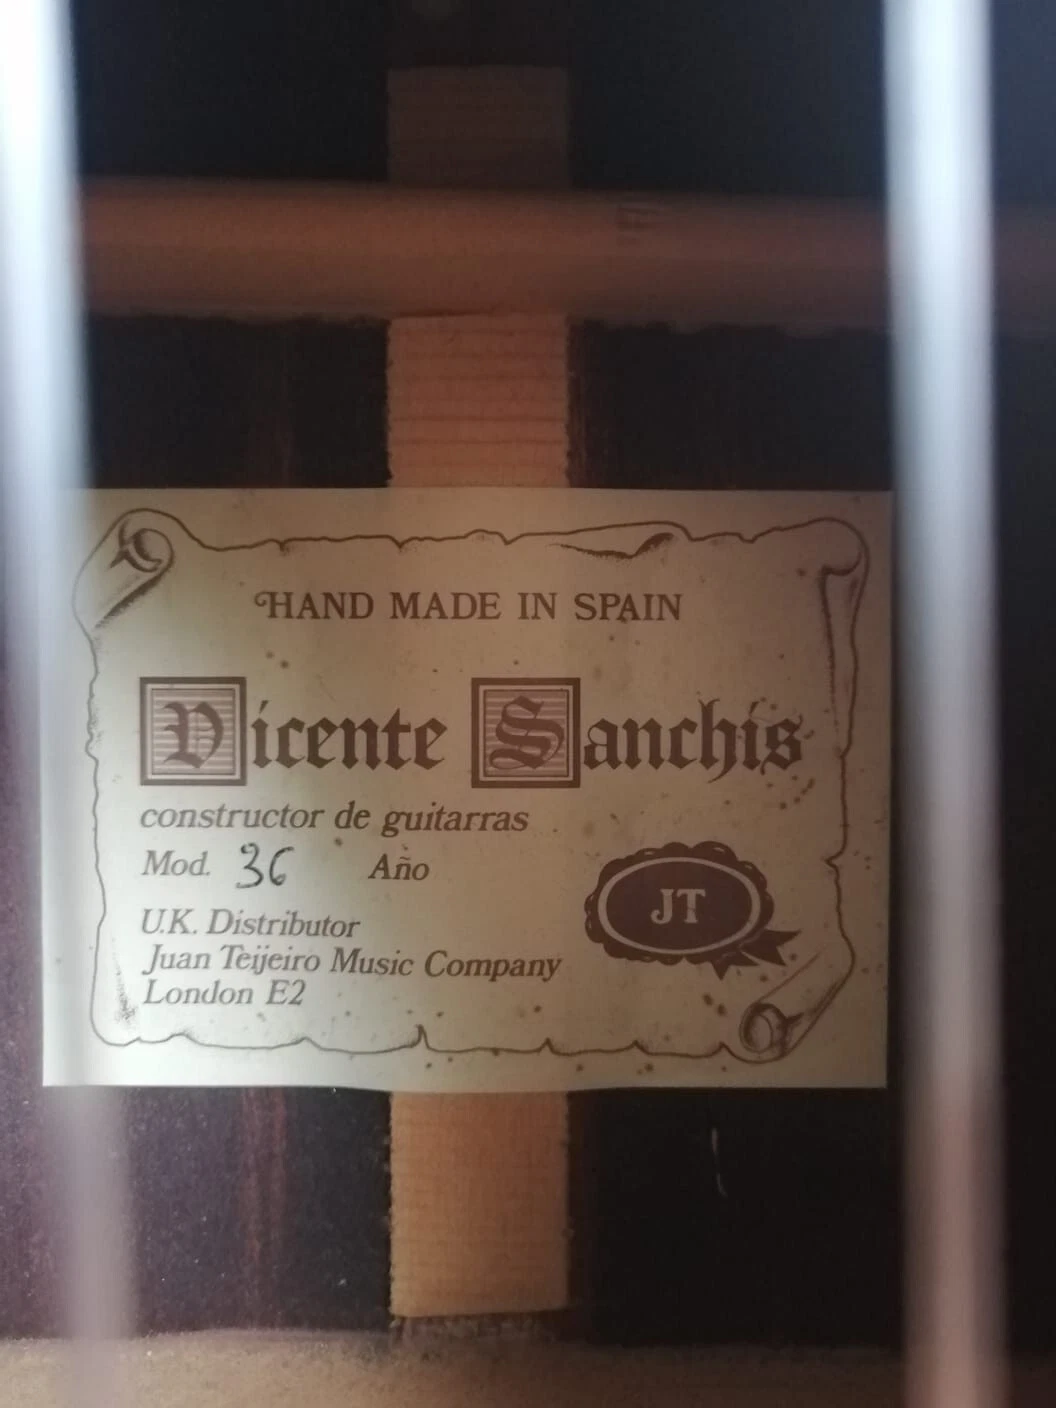 HAND MADE IN SPAIN
Vicente Sanchis
constructor de guitarras
Mod. 36 Año
JT
U.K. Distributor
Juan Teijeiro Music Company
London E2